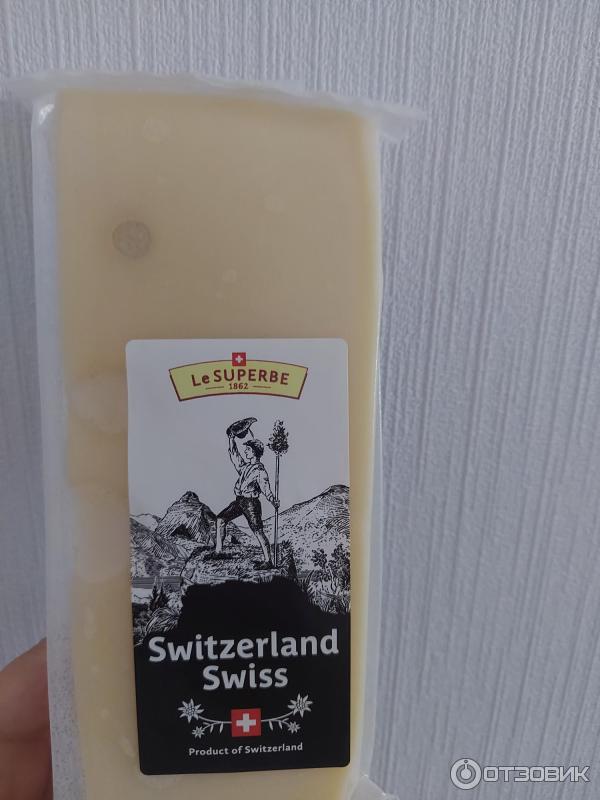 Le SUPERBE
1862
Switzerland
Swiss
Product of Switzerland
ОТЗОВИК